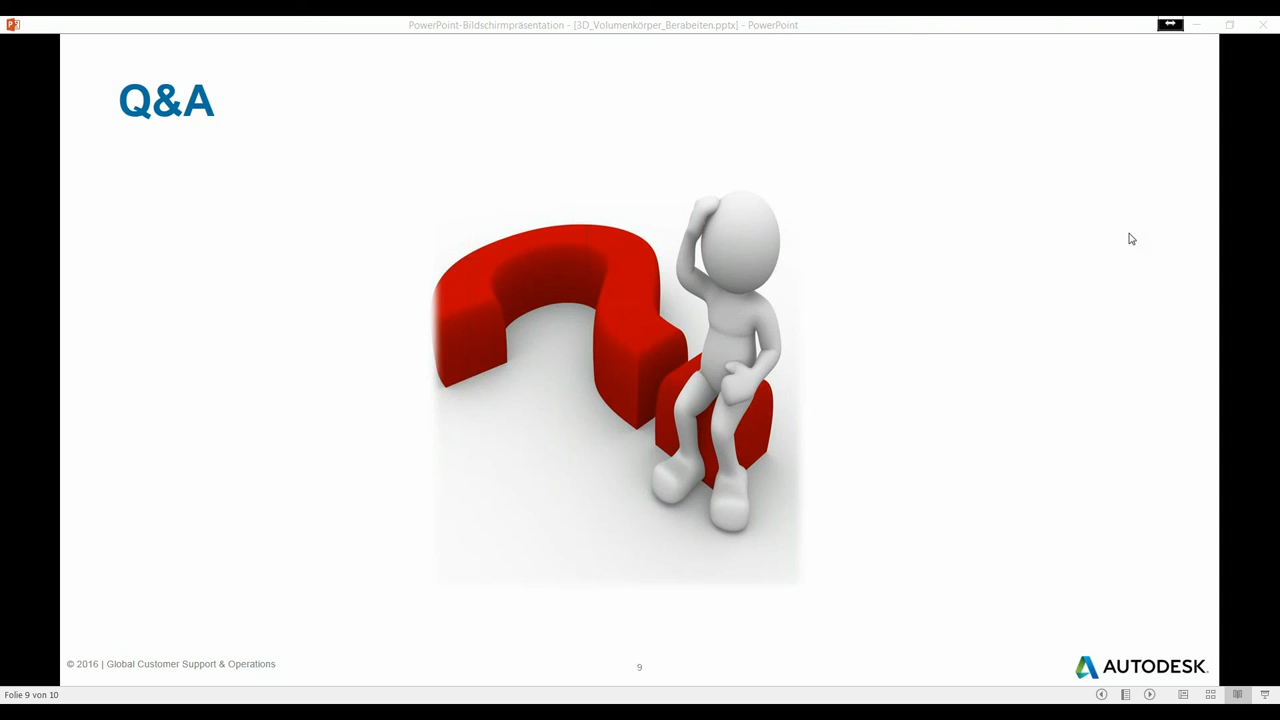 PowerPoint-Bildschirmpräsentation - [3D_Volumenkörper_Berabeiten.pptx] - PowerPoint
Q&A
© 2016 | Global Customer Support & Operations
9
AUTODESK.
Folie 9 von 10